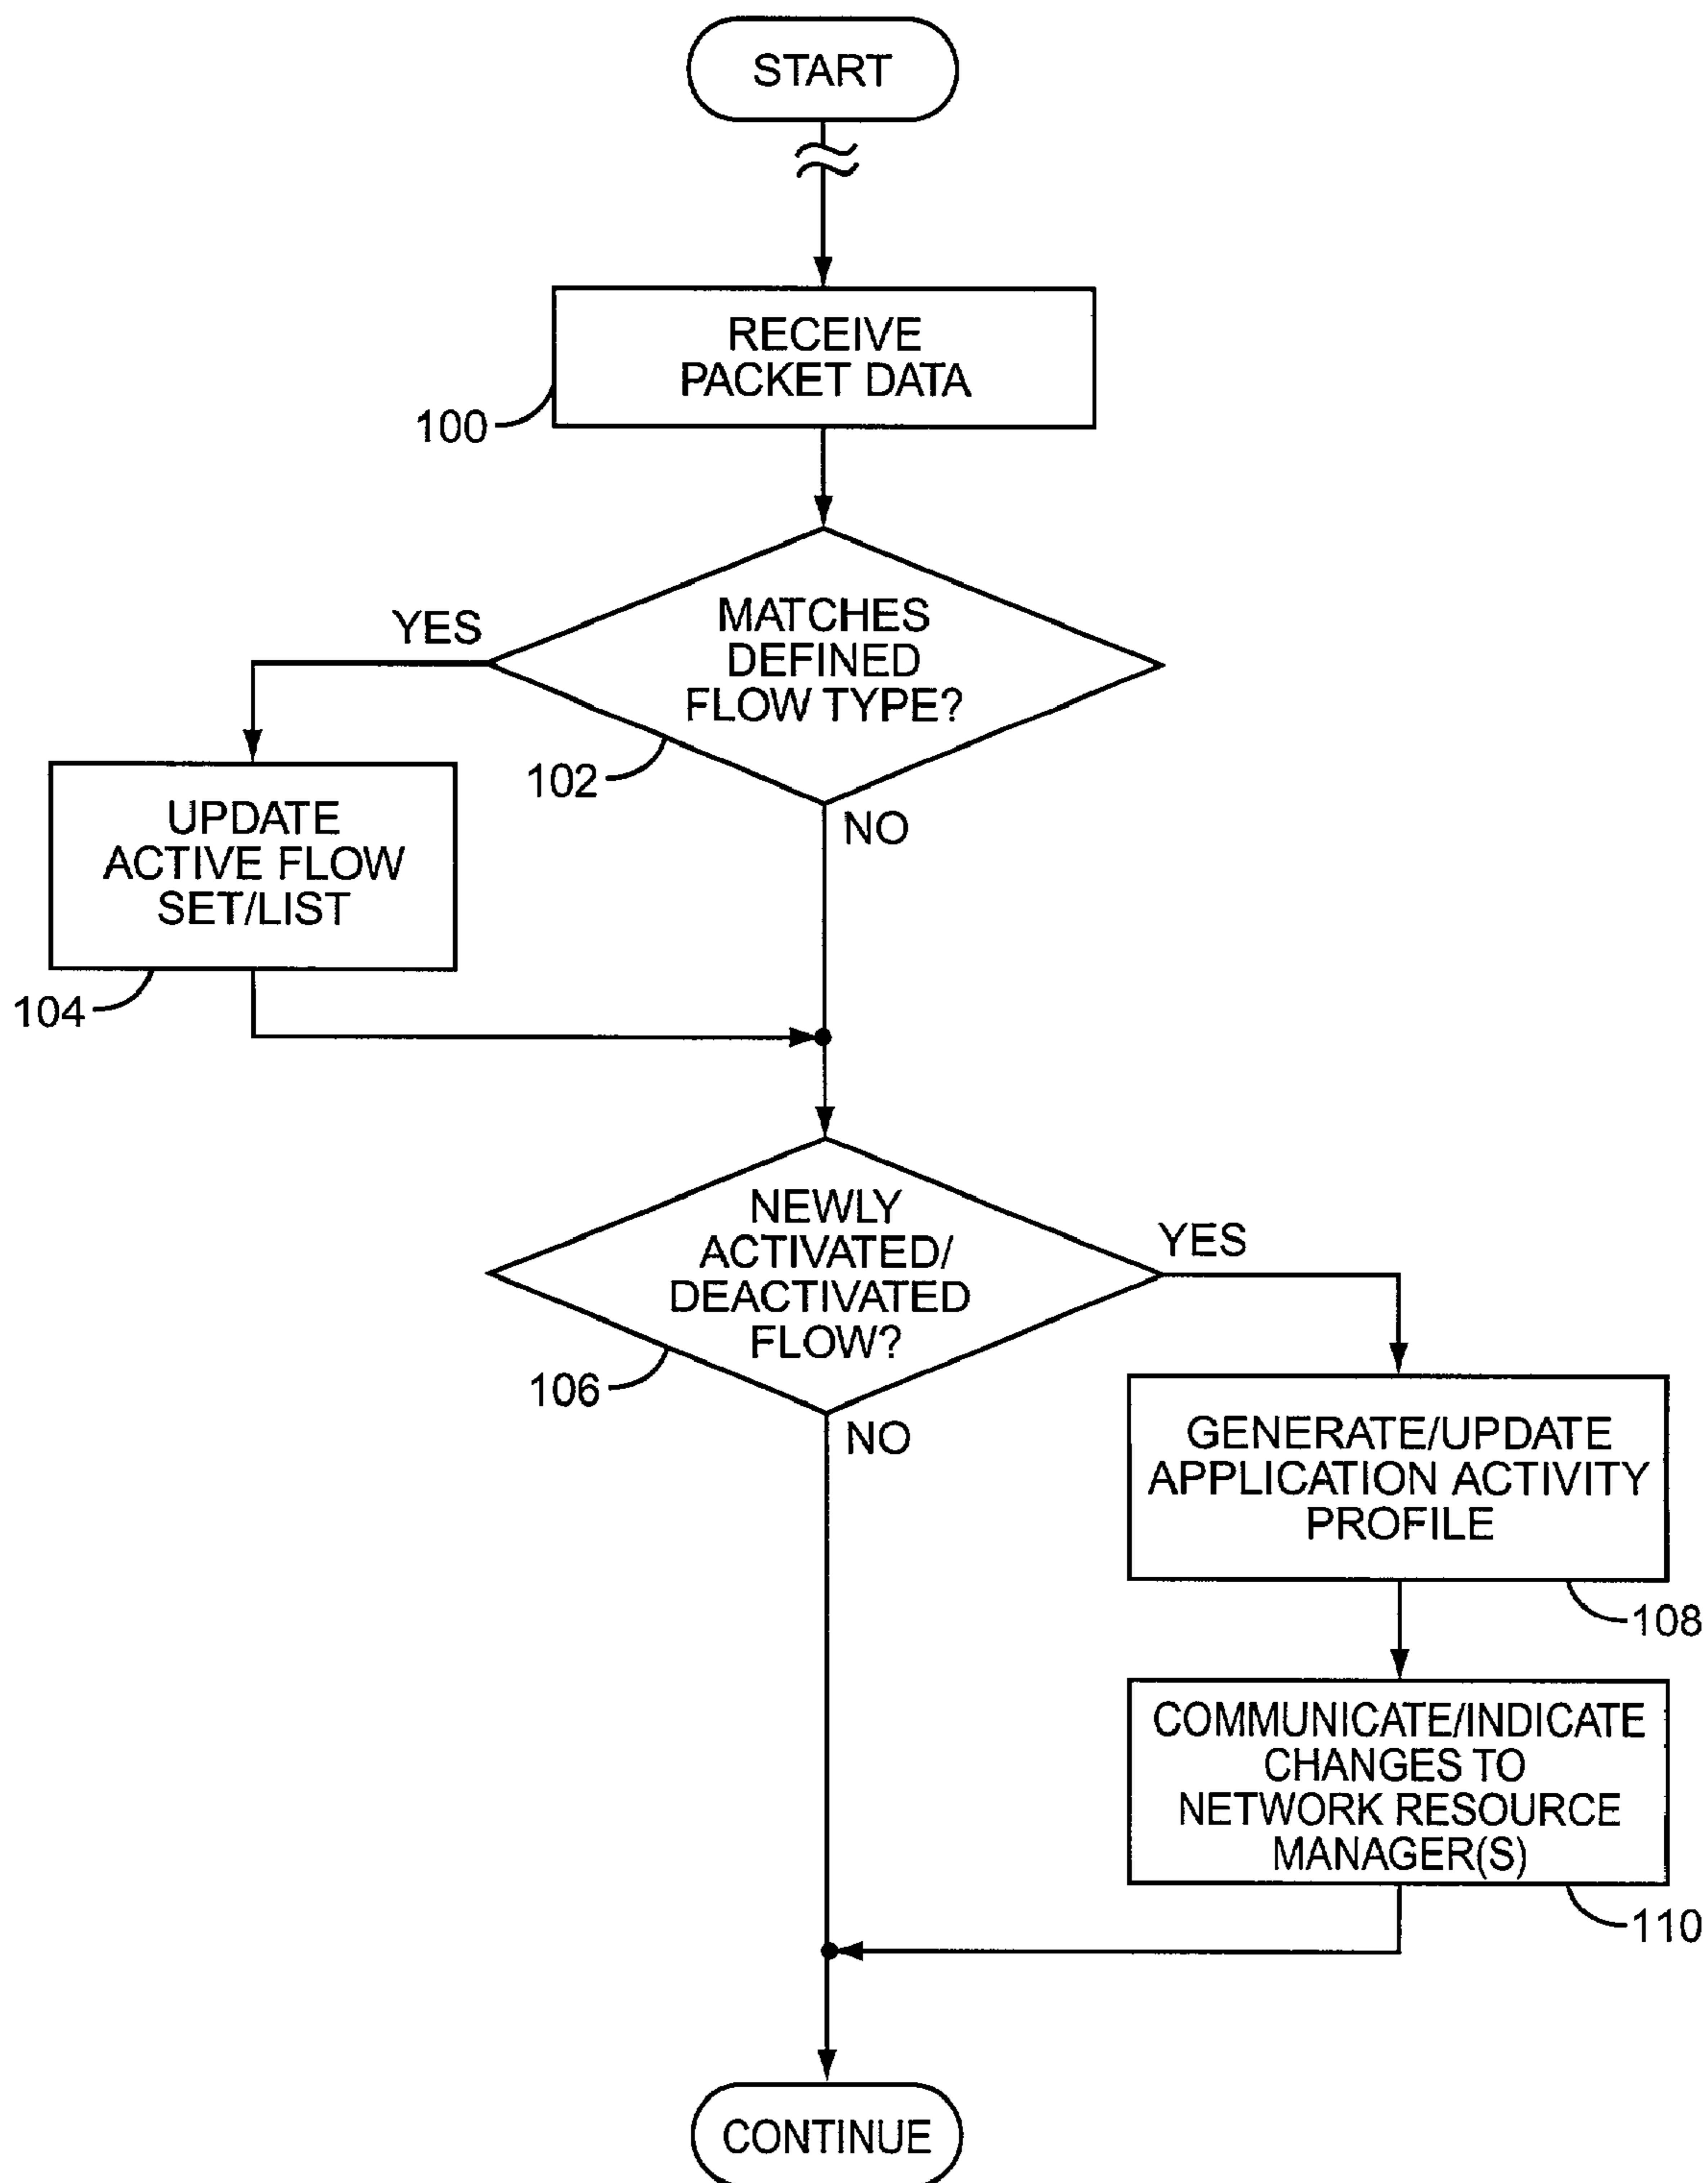 START
RECEIVE
PACKET DATA
100
MATCHES
DEFINED
FLOW TYPE?
YES
102
NO
UPDATE
ACTIVE FLOW
SET/LIST
104
NEWLY
ACTIVATED/
DEACTIVATED
FLOW?
YES
106
NO
GENERATE/UPDATE
APPLICATION ACTIVITY
PROFILE
108
COMMUNICATE/INDICATE
CHANGES TO
NETWORK RESOURCE
MANAGER(S)
110
CONTINUE